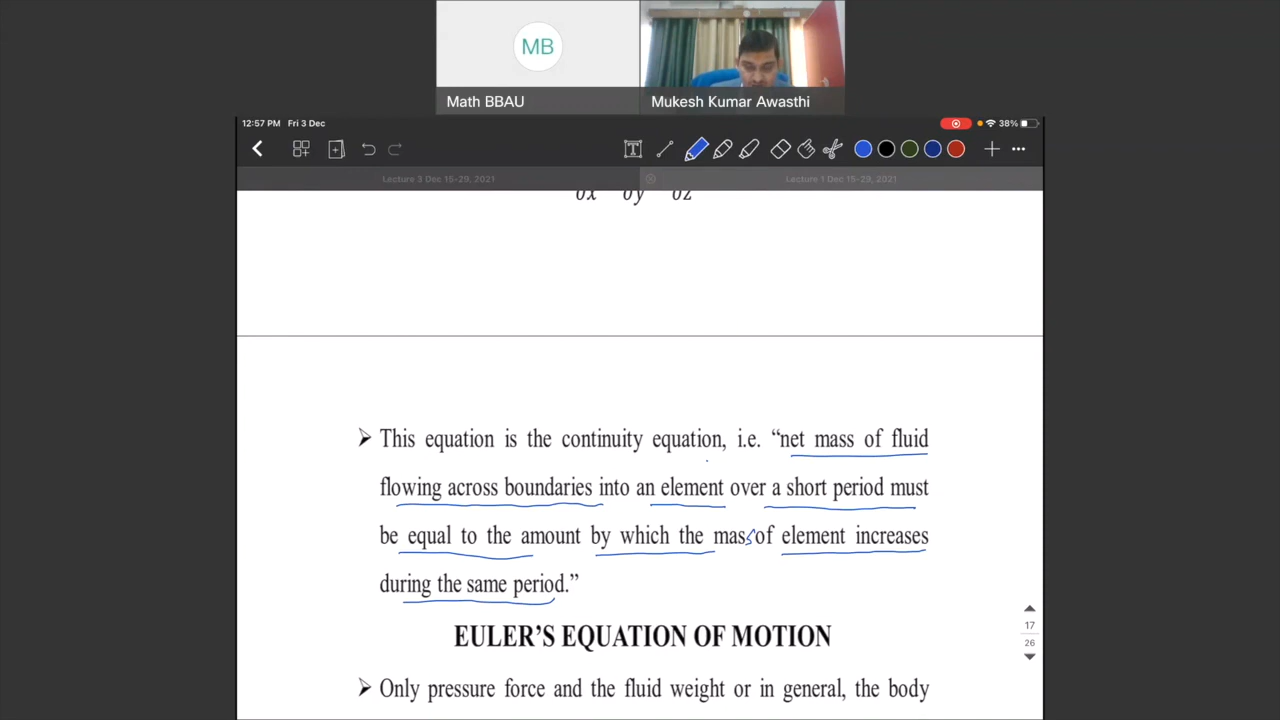 MB
Math BBAU
Mukesh Kumar Awasthi
12:57 PM Fri 3 Dec
38%
Lecture 3 Dec 15-29, 2021
Lecture 1 Dec 15-29, 2021
∂x ∂y ∂z
➤ This equation is the continuity equation, i.e. “net mass of fluid
flowing across boundaries into an element over a short period must
be equal to the amount by which the mass of element increases
during the same period.”
17
26
EULER’S EQUATION OF MOTION
➤ Only pressure force and the fluid weight or in general, the body